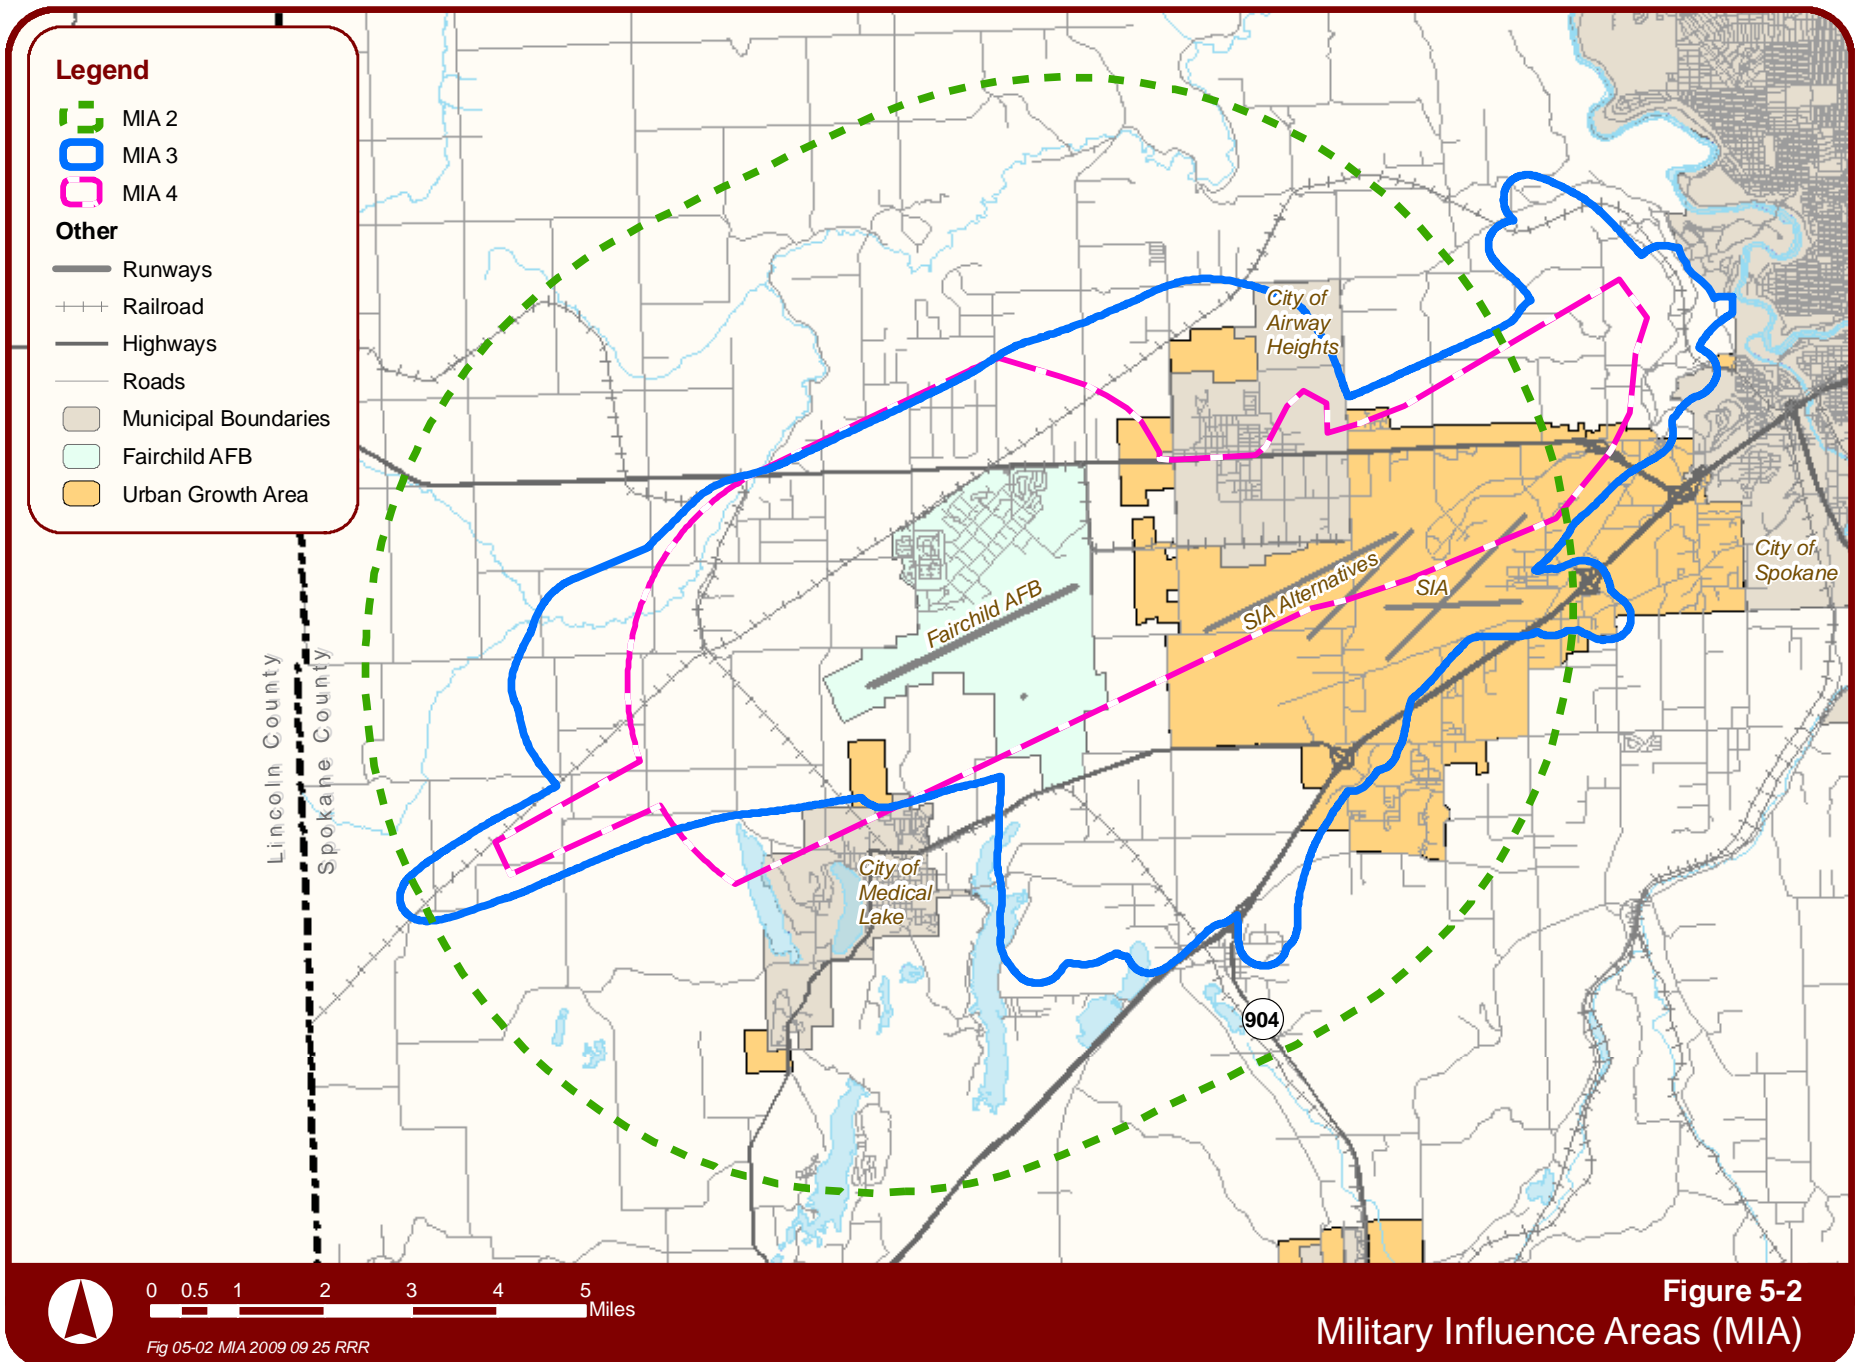 Legend
MIA 2
MIA 3
MIA 4
Other
Runways
Railroad
Highways
Roads
Municipal Boundaries
Fairchild AFB
Urban Growth Area
City of
Airway
Heights
City of
Spokane
Fairchild AFB
SIA Alternatives
SIA
Lincoln County
Spokane County
City of
Medical
Lake
904
0 0.5 1 2 3 4 5
Miles
Fig 05-02 MIA 2009 09 25 RRR
Figure 5-2
Military Influence Areas (MIA)